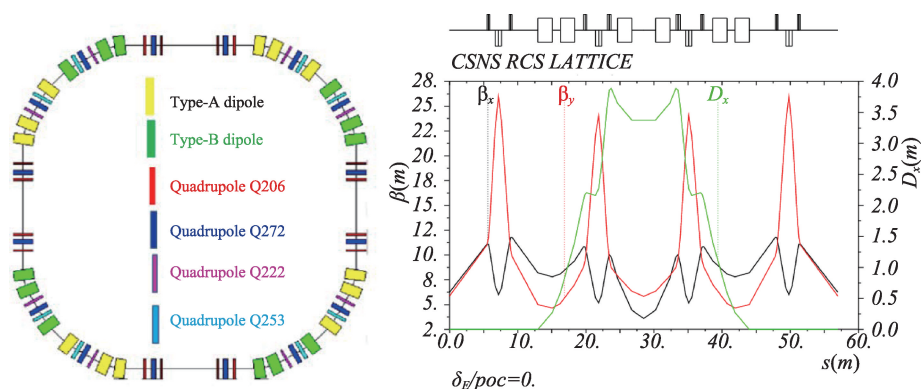 Type-A dipole
Type-B dipole
Quadrupole Q206
Quadrupole Q272
Quadrupole Q222
Quadrupole Q253
CSNS RCS LATTICE
βx
βy
Dx
28.
25.
20.
18.
15.
10.
8.
5.
2.
β(m)
4.0
3.5
3.0
2.5
2.0
1.5
1.0
0.5
0.0
Dx(m)
0.0 10. 20. 30. 40. 50. 60.
s(m)
δE/poc=0.